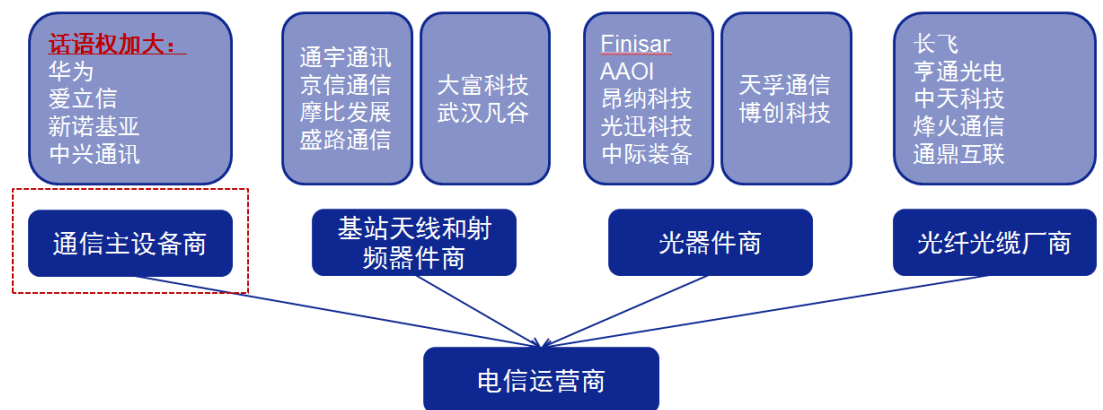 话语权加大：
华为
爱立信
新诺基亚
中兴通讯
通宇通讯
京信通信
摩比发展
盛路通信
大富科技
武汉凡谷
Finisar
AAOI
昂纳科技
光迅科技
中际装备
天孚通信
博创科技
长飞
亨通光电
中天科技
烽火通信
通鼎互联
通信主设备商
基站天线和射
频器件商
光器件商
光纤光缆厂商
电信运营商